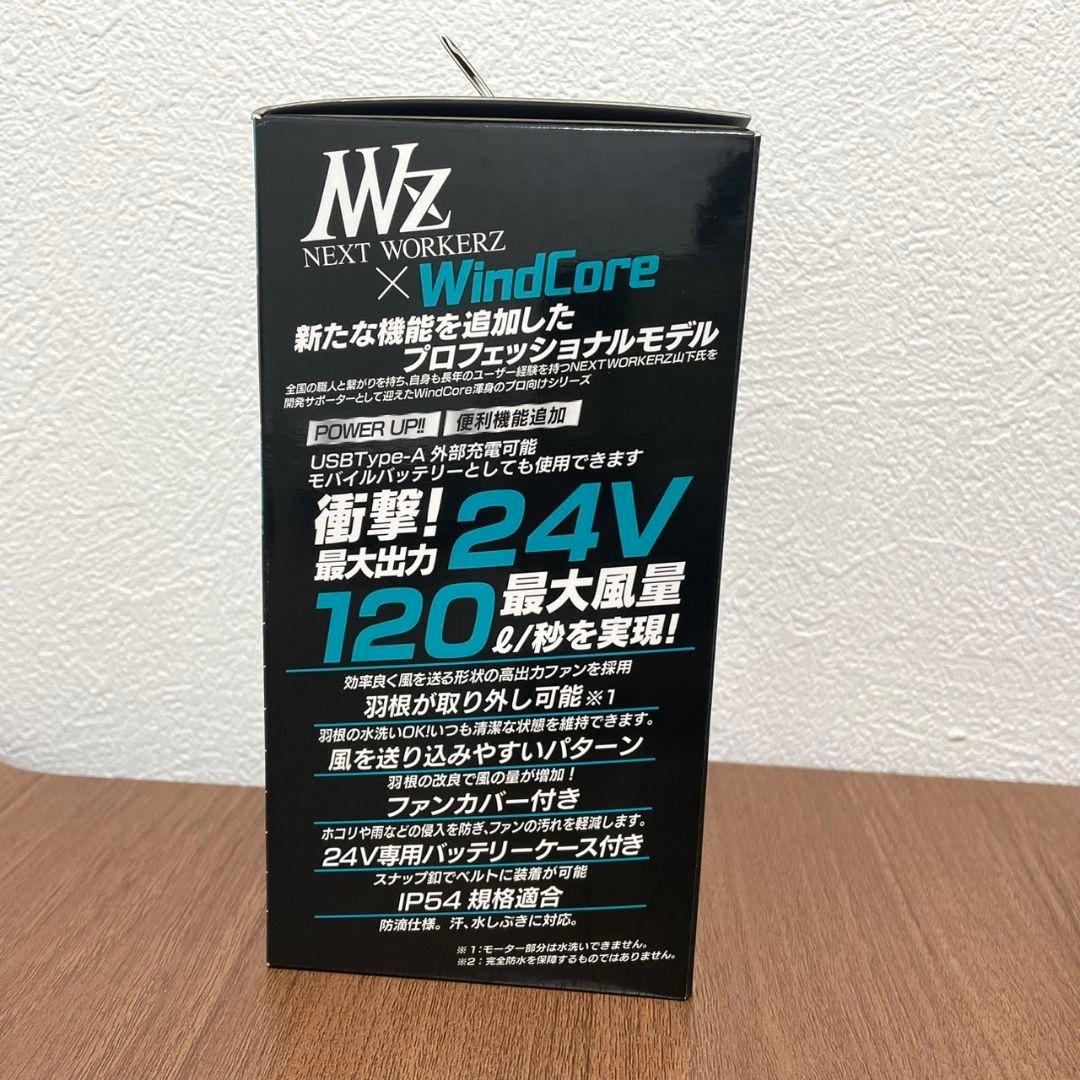 NWZ
NEXT WORKERZ
×WindCore
新たな機能を追加した
プロフェッショナルモデル
全国の職人と繋がりを持ち、自身も長年のユーザー経験を持つNEXT WORKERZ山下氏を
開発サポーターとして迎えたWindCore渾身のプロ向けシリーズ
POWER UP!! 便利機能追加
USBType-A 外部充電可能
モバイルバッテリーとしても使用できます
衝撃!
最大出力 24V
120 最大風量
ℓ/秒を実現!
効率良く風を送る形状の高出力ファンを採用
羽根が取り外し可能※1
羽根の水洗いOK!いつも清潔な状態を維持できます。
風を送り込みやすいパターン
羽根の改良で風の量が増加!
ファンカバー付き
ホコリや雨などの侵入を防ぎ、ファンの汚れを軽減します。
24V専用バッテリーケース付き
スナップ釦でベルトに装着が可能
IP54 規格適合
防滴仕様。汗、水しぶきに対応。
※1:モーター部分は水洗いできません。
※2:完全防水を保障するものではありません。